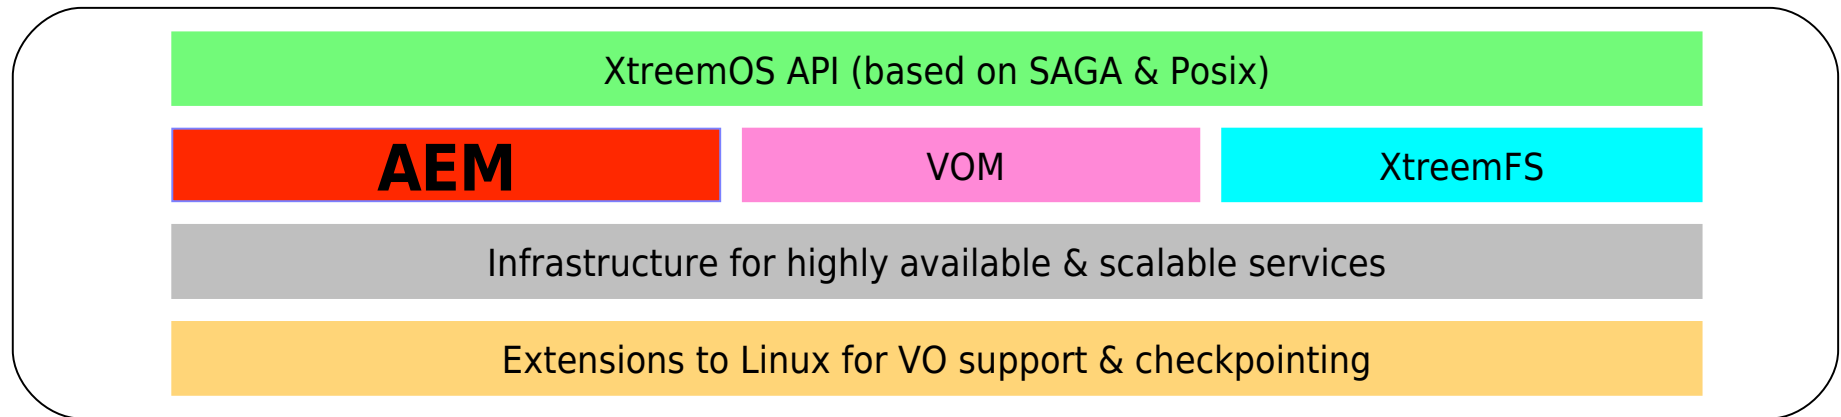 XtreemOS API (based on SAGA & Posix)
AEM
VOM
XtreemFS
Infrastructure for highly available & scalable services
Extensions to Linux for VO support & checkpointing